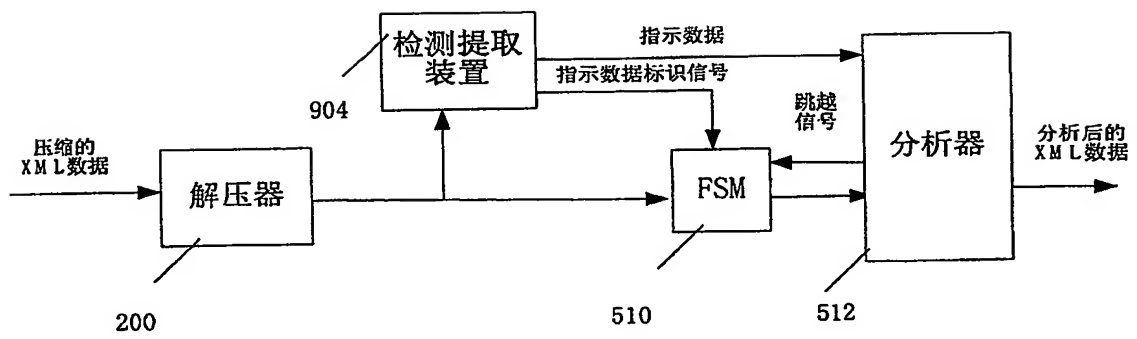 检测提取
装置
904
指示数据
指示数据标识信号
跳越
信号
压缩的
XML数据
解压器
200
FSM
510
分析器
512
分析后的
XML数据